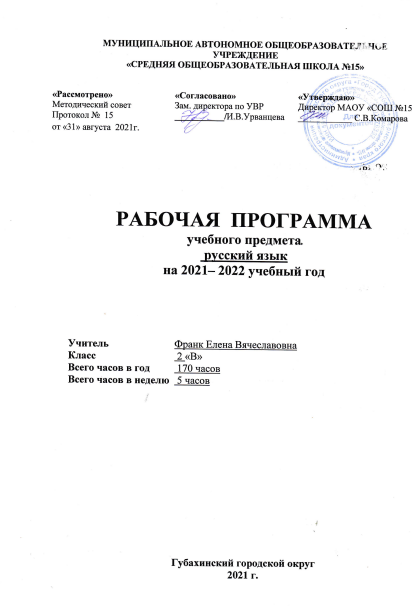 МУНИЦИПАЛЬНОЕ АВТОНОМНОЕ ОБЩЕОБРАЗОВАТЕЛЬНОЕ
УЧРЕЖДЕНИЕ
«СРЕДНЯЯ ОБЩЕОБРАЗОВАТЕЛЬНАЯ ШКОЛА №15»
«Рассмотрено»
Методический совет
Протокол № 15
от «31» августа 2021г.
«Согласовано»
Зам. директора по УВР
/И.В.Урванцева
«Утверждаю»
Директор МАОУ «СОШ №15
С.В.Комарова
РАБОЧАЯ ПРОГРАММА
учебного предмета
русский язык
на 2021– 2022 учебный год
Учитель Франк Елена Вячеславовна
Класс 2 «В»
Всего часов в год 170 часов
Всего часов в неделю 5 часов
Губахинский городской округ
2021 г.